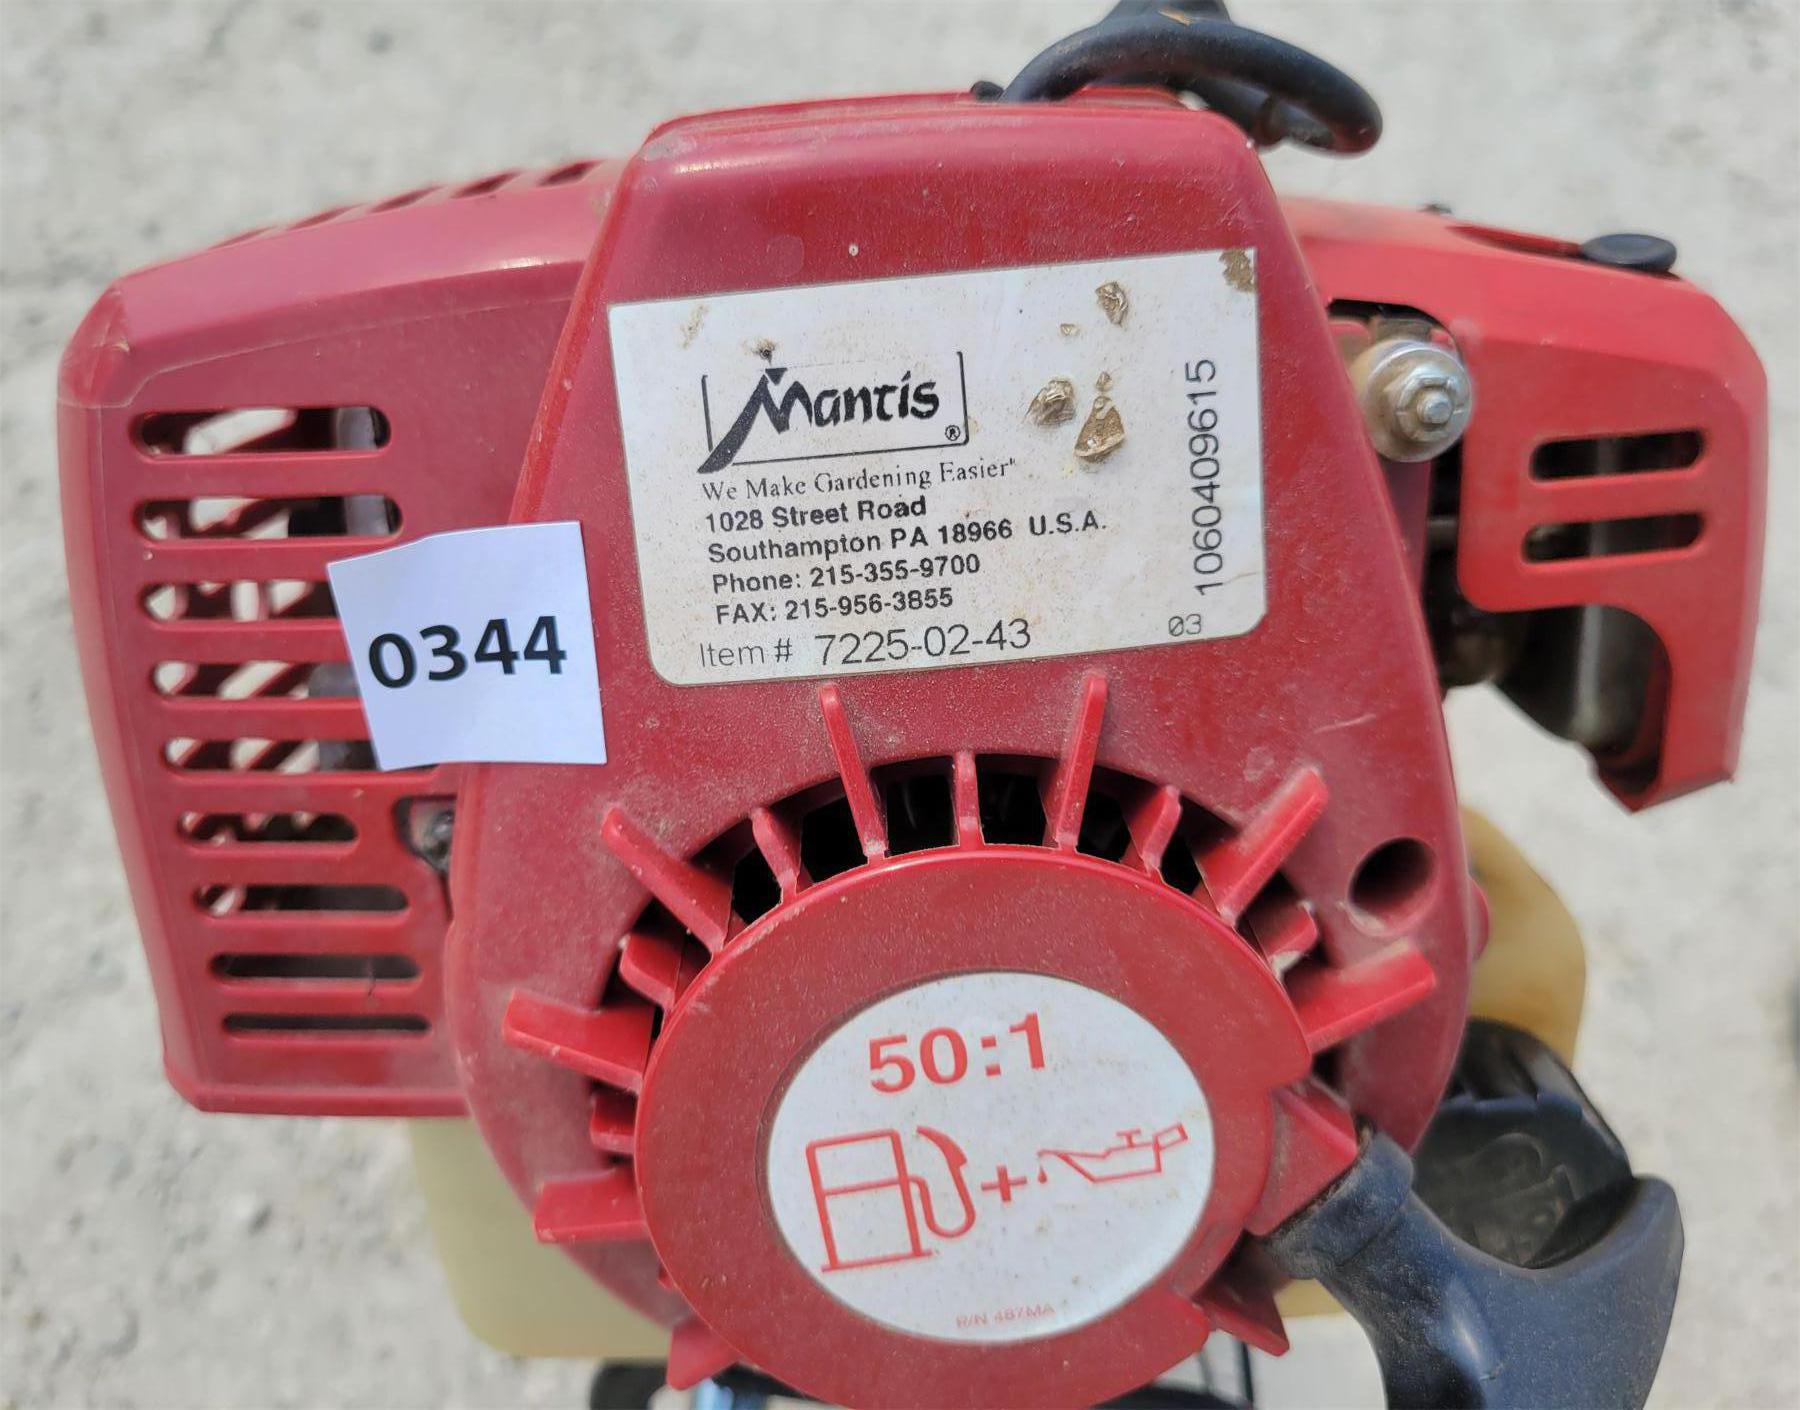 Mantis®
We Make Gardening Easier"
1028 Street Road
Southampton PA 18966 U.S.A.
Phone: 215-355-9700
FAX: 215-956-3855
Item # 7225-02-43
03
1060409615
0344
50:1
+
P/N 487MA